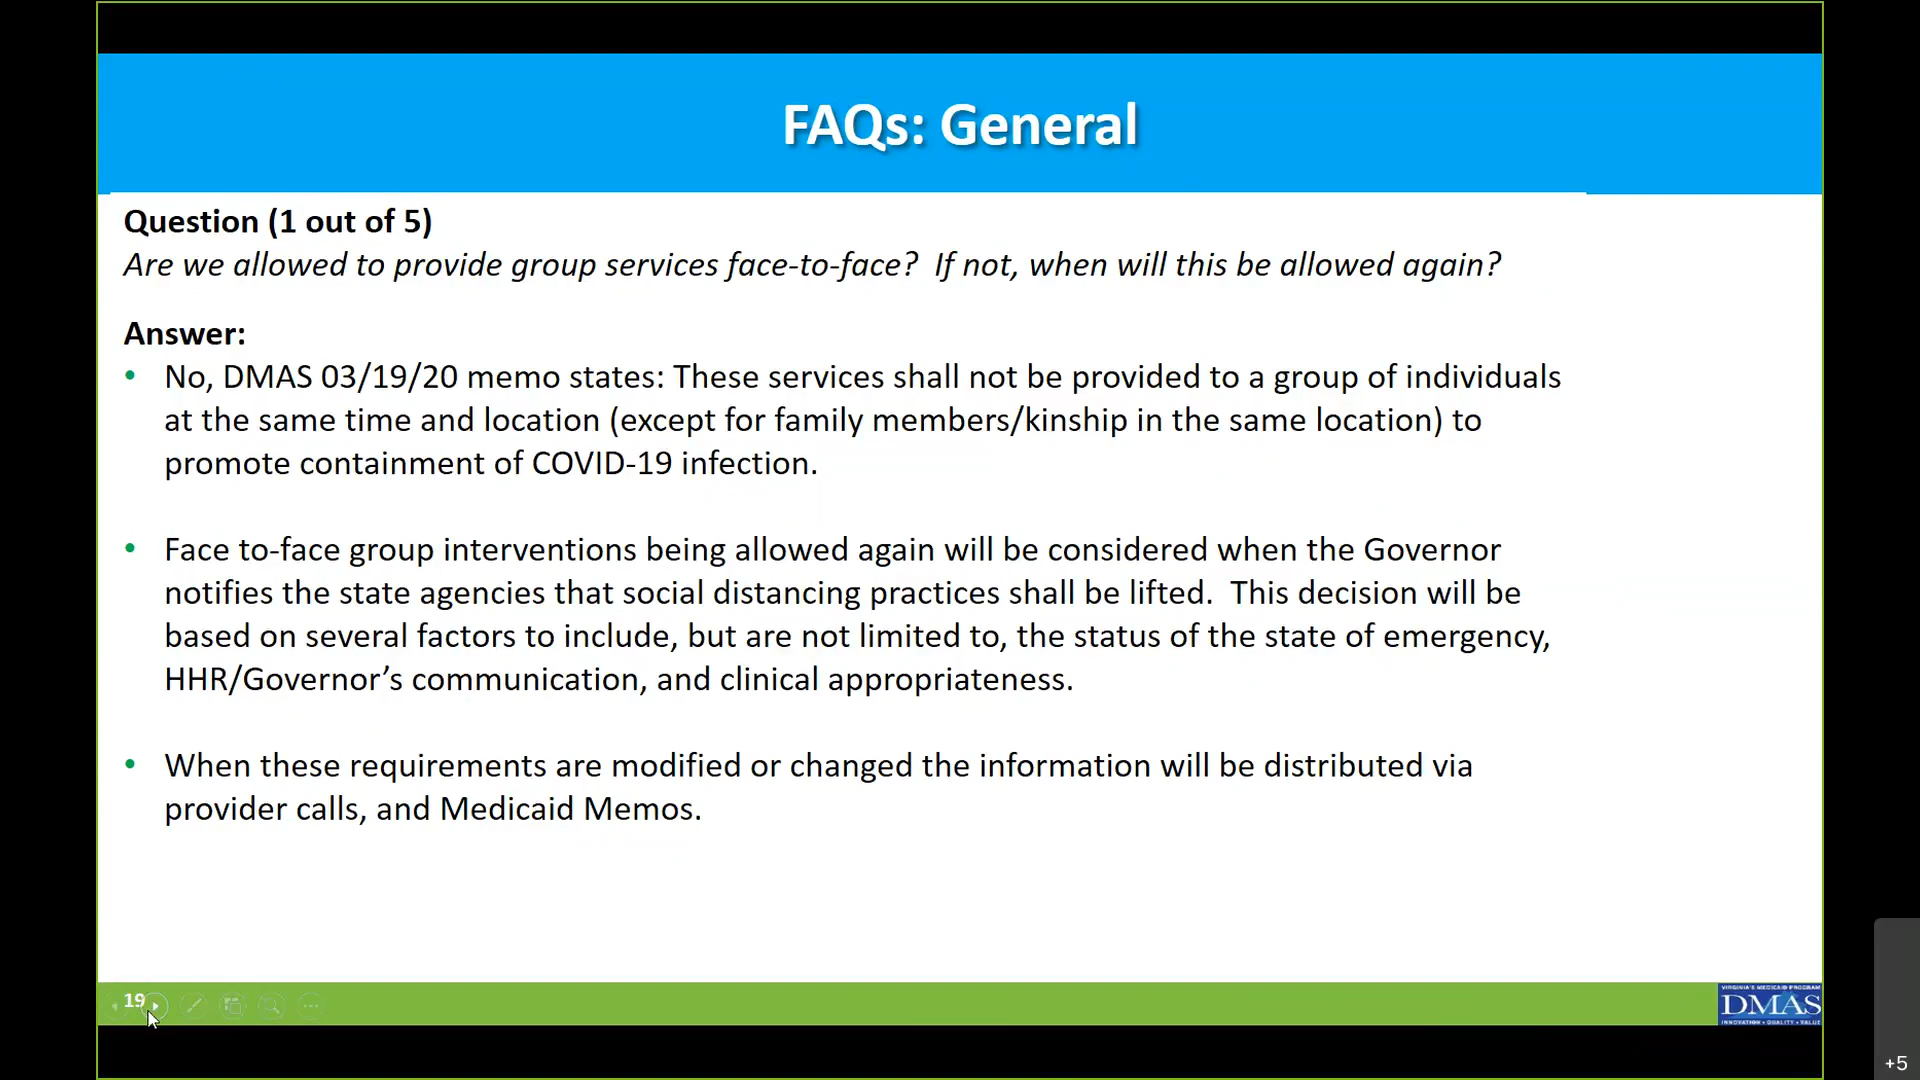 FAQs: General
Question (1 out of 5)
Are we allowed to provide group services face-to-face?  If not, when will this be allowed again?
Answer:
• No, DMAS 03/19/20 memo states: These services shall not be provided to a group of individuals
at the same time and location (except for family members/kinship in the same location) to
promote containment of COVID-19 infection.
• Face to-face group interventions being allowed again will be considered when the Governor
notifies the state agencies that social distancing practices shall be lifted.  This decision will be
based on several factors to include, but are not limited to, the status of the state of emergency,
HHR/Governor’s communication, and clinical appropriateness.
• When these requirements are modified or changed the information will be distributed via
provider calls, and Medicaid Memos.
19
VIRGINIA'S MEDICAID PROGRAM
DMAS
INNOVATION • QUALITY • VALUE
+5